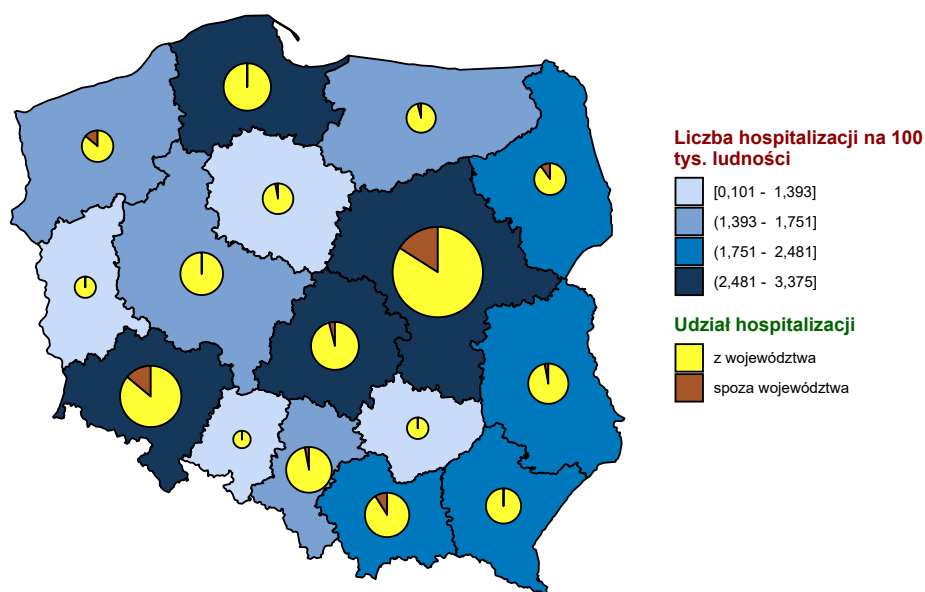 Liczba hospitalizacji na 100
tys. ludności
[0,101 - 1,393]
(1,393 - 1,751]
(1,751 - 2,481]
(2,481 - 3,375]
Udział hospitalizacji
z województwa
spoza województwa